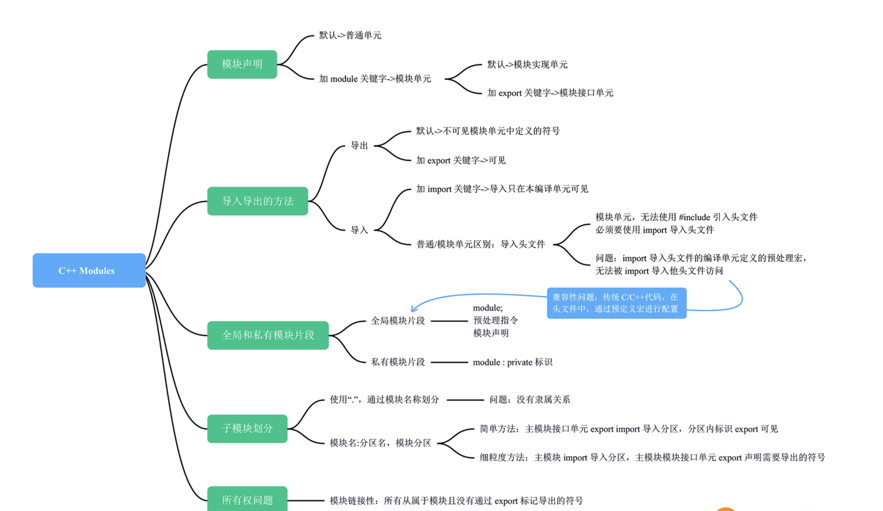 C++ Modules
模块声明
默认->普通单元
加 module 关键字->模块单元
默认->模块实现单元
加 export 关键字->模块接口单元
导入导出的方法
导出
默认->不可见模块单元中定义的符号
加 export 关键字->可见
导入
加 import 关键字->导入只在本编译单元可见
普通/模块单元区别：导入头文件
模块单元，无法使用 #include 引入头文件
必须要使用 import 导入头文件
问题：import 导入头文件的编译单元定义的预处理宏，
无法被 import 导入他头文件访问
兼容性问题：传统 C/C++代码，在
头文件中，通过预定义宏进行配置
全局和私有模块片段
全局模块片段
module;
预处理指令
模块声明
私有模块片段
module : private 标识
子模块划分
使用“.”，通过模块名称划分
问题：没有隶属关系
模块名:分区名，模块分区
简单方法：主模块接口单元 export import 导入分区，分区内标识 export 可见
细粒度方法：主模块 import 导入分区，主模块模块接口单元 export 声明需要导出的符号
所有权问题
模块链接性：所有从属于模块且没有通过 export 标记导出的符号